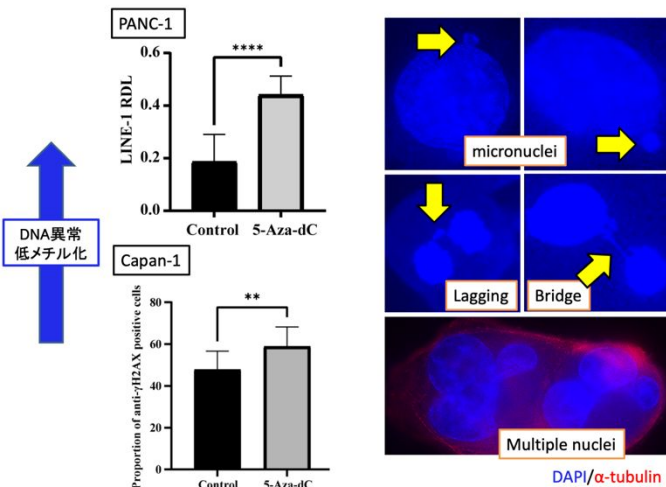 PANC-1
LINE-1 RDL
0.6
0.4
0.2
0.0
****
Control
5-Aza-dC
DNA異常
低メチル化
Capan-1
Proportion of anti-γH2AX positive cells
80
60
40
20
0
**
Control
5-Aza-dC
micronuclei
Lagging
Bridge
Multiple nuclei
DAPI/α-tubulin